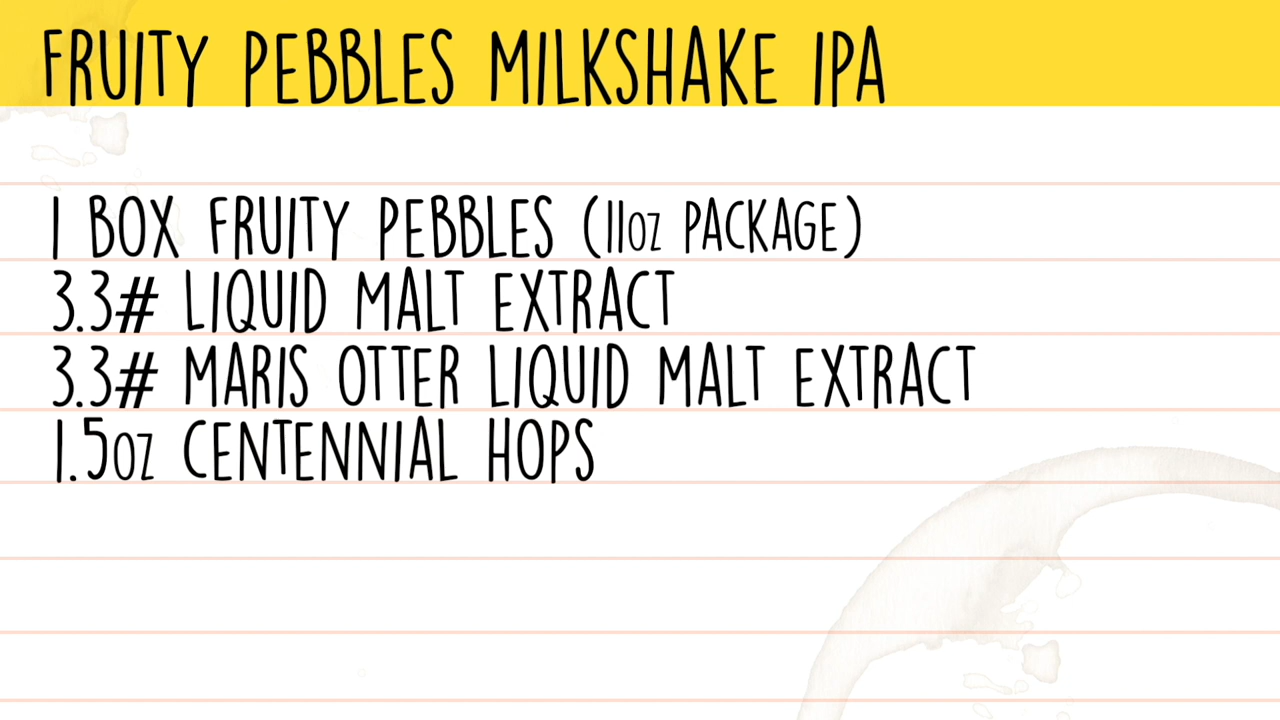 FRUITY PEBBLES MILKSHAKE IPA
1 BOX FRUITY PEBBLES (11OZ PACKAGE)
3.3# LIQUID MALT EXTRACT
3.3# MARIS OTTER LIQUID MALT EXTRACT
1.5OZ CENTENNIAL HOPS